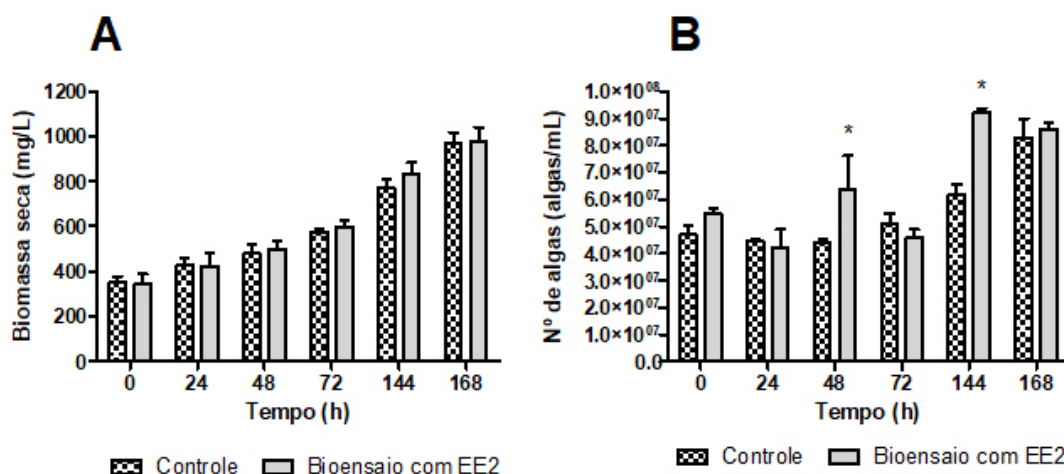 A
Biomassa seca (mg/L)
1200
1000
800
600
400
200
0
0 24 48 72 144 168
Tempo (h)
Controle Bioensaio com EE2
B
Nº de algas (algas/mL)
1.0×10⁰⁸
9.0×10⁰⁷
8.0×10⁰⁷
7.0×10⁰⁷
6.0×10⁰⁷
5.0×10⁰⁷
4.0×10⁰⁷
3.0×10⁰⁷
2.0×10⁰⁷
1.0×10⁰⁷
0.0
* *
0 24 48 72 144 168
Tempo (h)
Controle Bioensaio com EE2